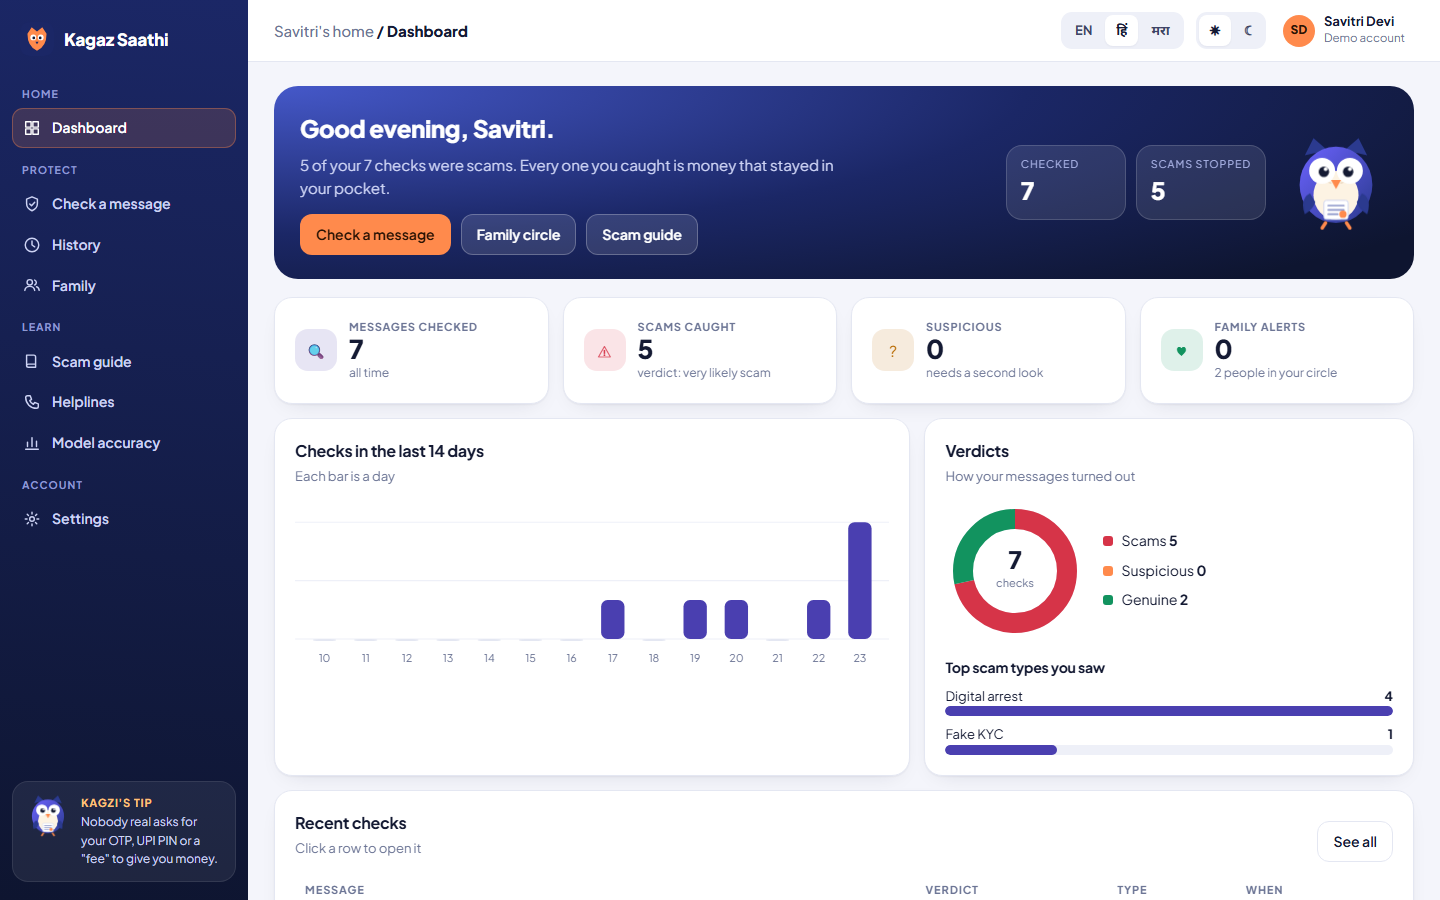 Kagaz Saathi
HOME
Dashboard
PROTECT
Check a message
History
Family
LEARN
Scam guide
Helplines
Model accuracy
ACCOUNT
Settings
KAGZI'S TIP
Nobody real asks for
your OTP, UPI PIN or a
"fee" to give you money.
Savitri's home / Dashboard
EN हिं मरा
SD
Savitri Devi
Demo account
Good evening, Savitri.
5 of your 7 checks were scams. Every one you caught is money that stayed in
your pocket.
Check a message Family circle Scam guide
CHECKED
7
SCAMS STOPPED
5
MESSAGES CHECKED
7
all time
SCAMS CAUGHT
5
verdict: very likely scam
?
SUSPICIOUS
0
needs a second look
FAMILY ALERTS
0
2 people in your circle
Checks in the last 14 days
Each bar is a day
10 11 12 13 14 15 16 17 18 19 20 21 22 23
Verdicts
How your messages turned out
7
checks
Scams 5
Suspicious 0
Genuine 2
Top scam types you saw
Digital arrest 4
Fake KYC 1
Recent checks
Click a row to open it
See all
MESSAGE VERDICT TYPE WHEN